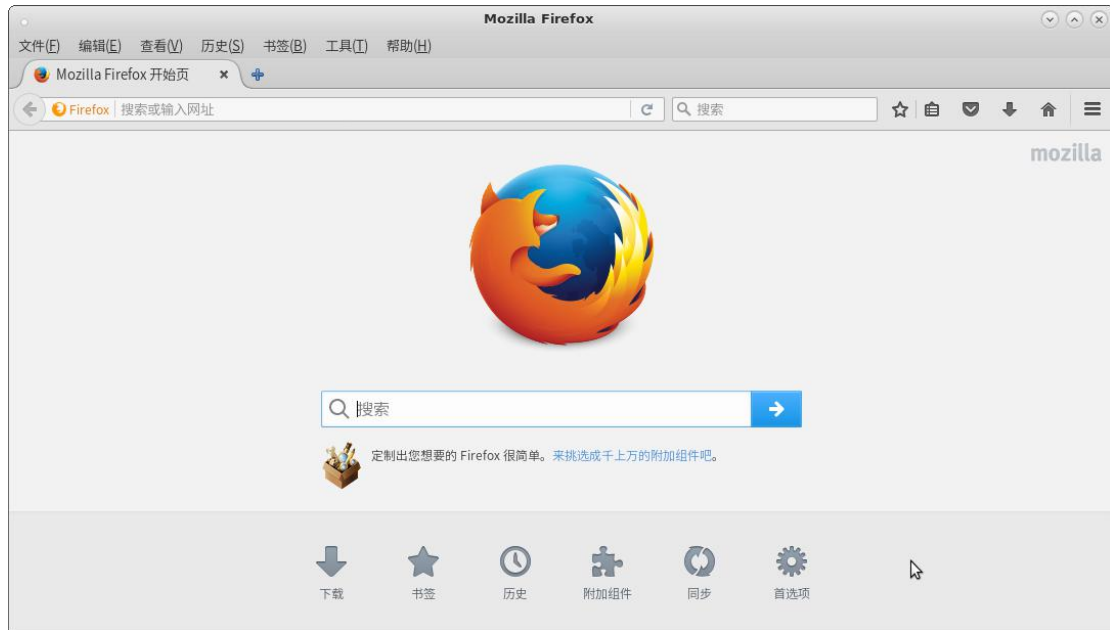 Mozilla Firefox
文件(F) 编辑(E) 查看(V) 历史(S) 书签(B) 工具(T) 帮助(H)
Mozilla Firefox 开始页
Firefox 搜索或输入网址 搜索
mozilla
搜索
定制出您想要的 Firefox 很简单。来挑选成千上万的附加组件吧。
下载 书签 历史 附加组件 同步 首选项